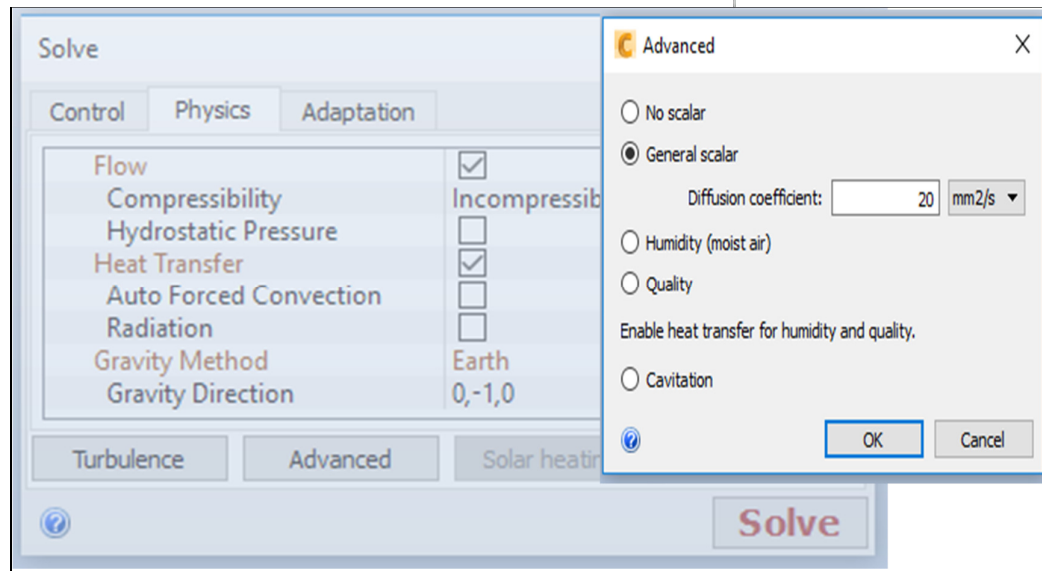 Solve
Control Physics Adaptation
Flow
Compressibility Incompressib
Hydrostatic Pressure
Heat Transfer
Auto Forced Convection
Radiation
Gravity Method Earth
Gravity Direction 0,-1,0
Turbulence Advanced Solar heatin
Solve
Advanced
No scalar
General scalar
Diffusion coefficient: 20 mm2/s
Humidity (moist air)
Quality
Enable heat transfer for humidity and quality.
Cavitation
OK Cancel